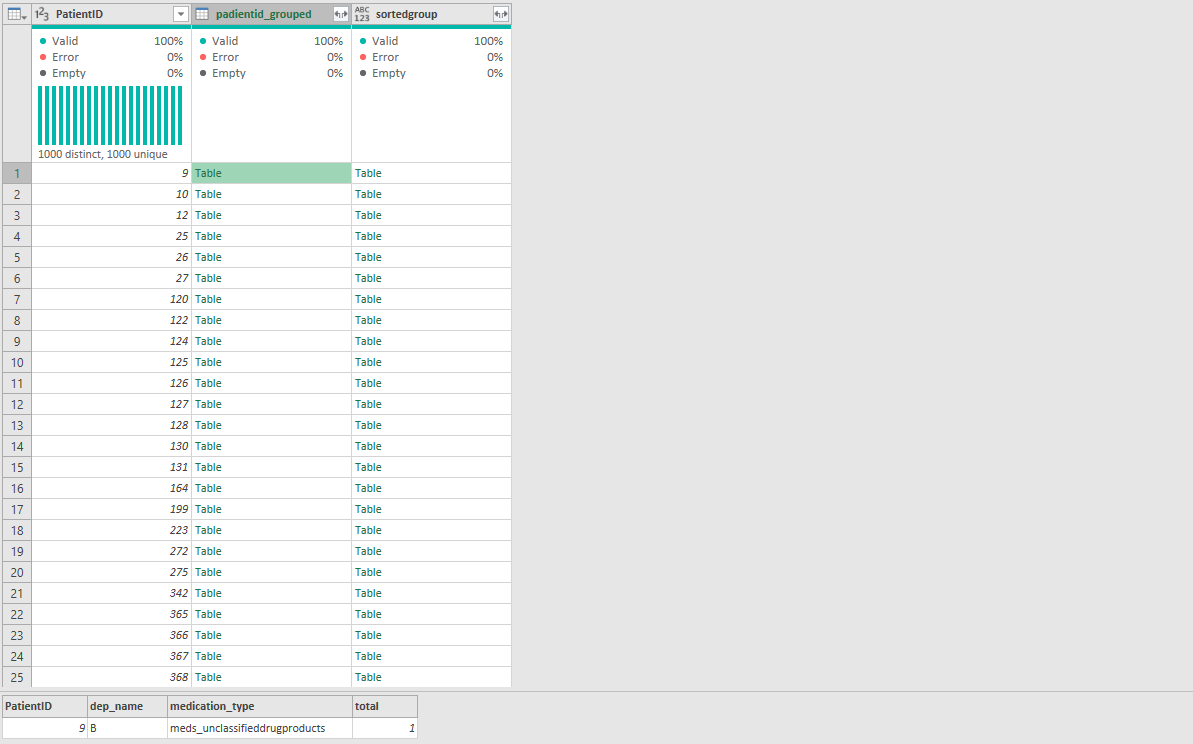 1 2 3 PatientID padientid_grouped ABC 123 sortedgroup
Valid 100% Valid 100% Valid 100%
Error 0% Error 0% Error 0%
Empty 0% Empty 0% Empty 0%
1000 distinct, 1000 unique
1 9 Table Table
2 10 Table Table
3 12 Table Table
4 25 Table Table
5 26 Table Table
6 27 Table Table
7 120 Table Table
8 122 Table Table
9 124 Table Table
10 125 Table Table
11 126 Table Table
12 127 Table Table
13 128 Table Table
14 130 Table Table
15 131 Table Table
16 164 Table Table
17 199 Table Table
18 223 Table Table
19 272 Table Table
20 275 Table Table
21 342 Table Table
22 365 Table Table
23 366 Table Table
24 367 Table Table
25 368 Table Table
PatientID dep_name medication_type total
9 B meds_unclassifieddrugproducts 1